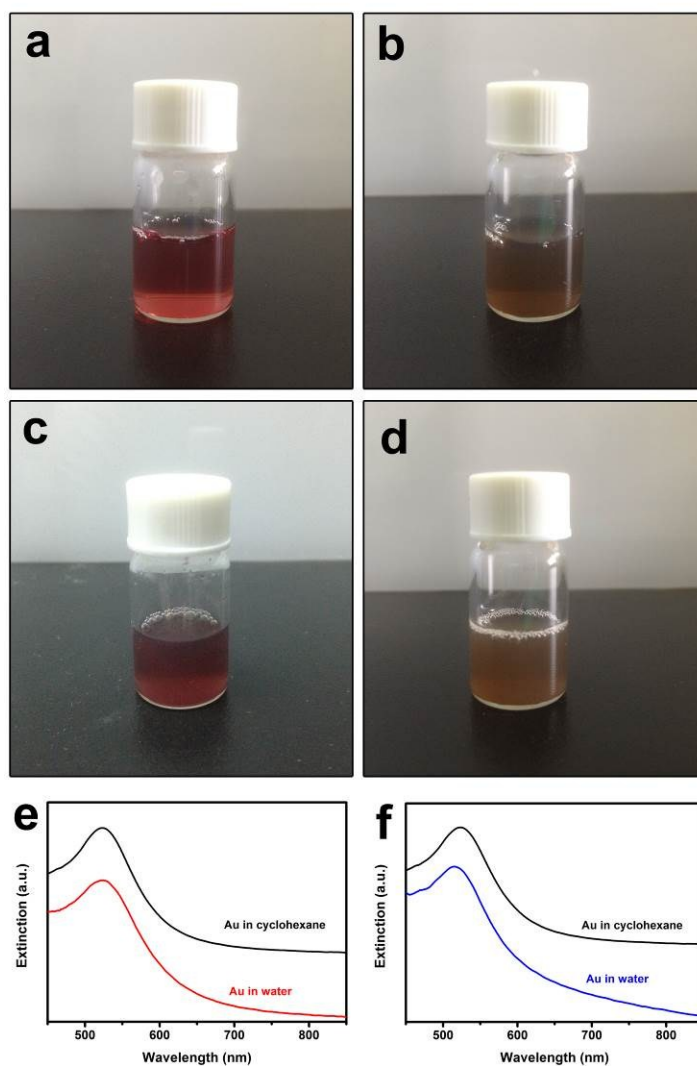 a
b
c
d
e
Extinction (a.u.)
Au in cyclohexane
Au in water
500 600 700 800
Wavelength (nm)
f
Extinction (a.u.)
Au in cyclohexane
Au in water
500 600 700 800
Wavelength (nm)